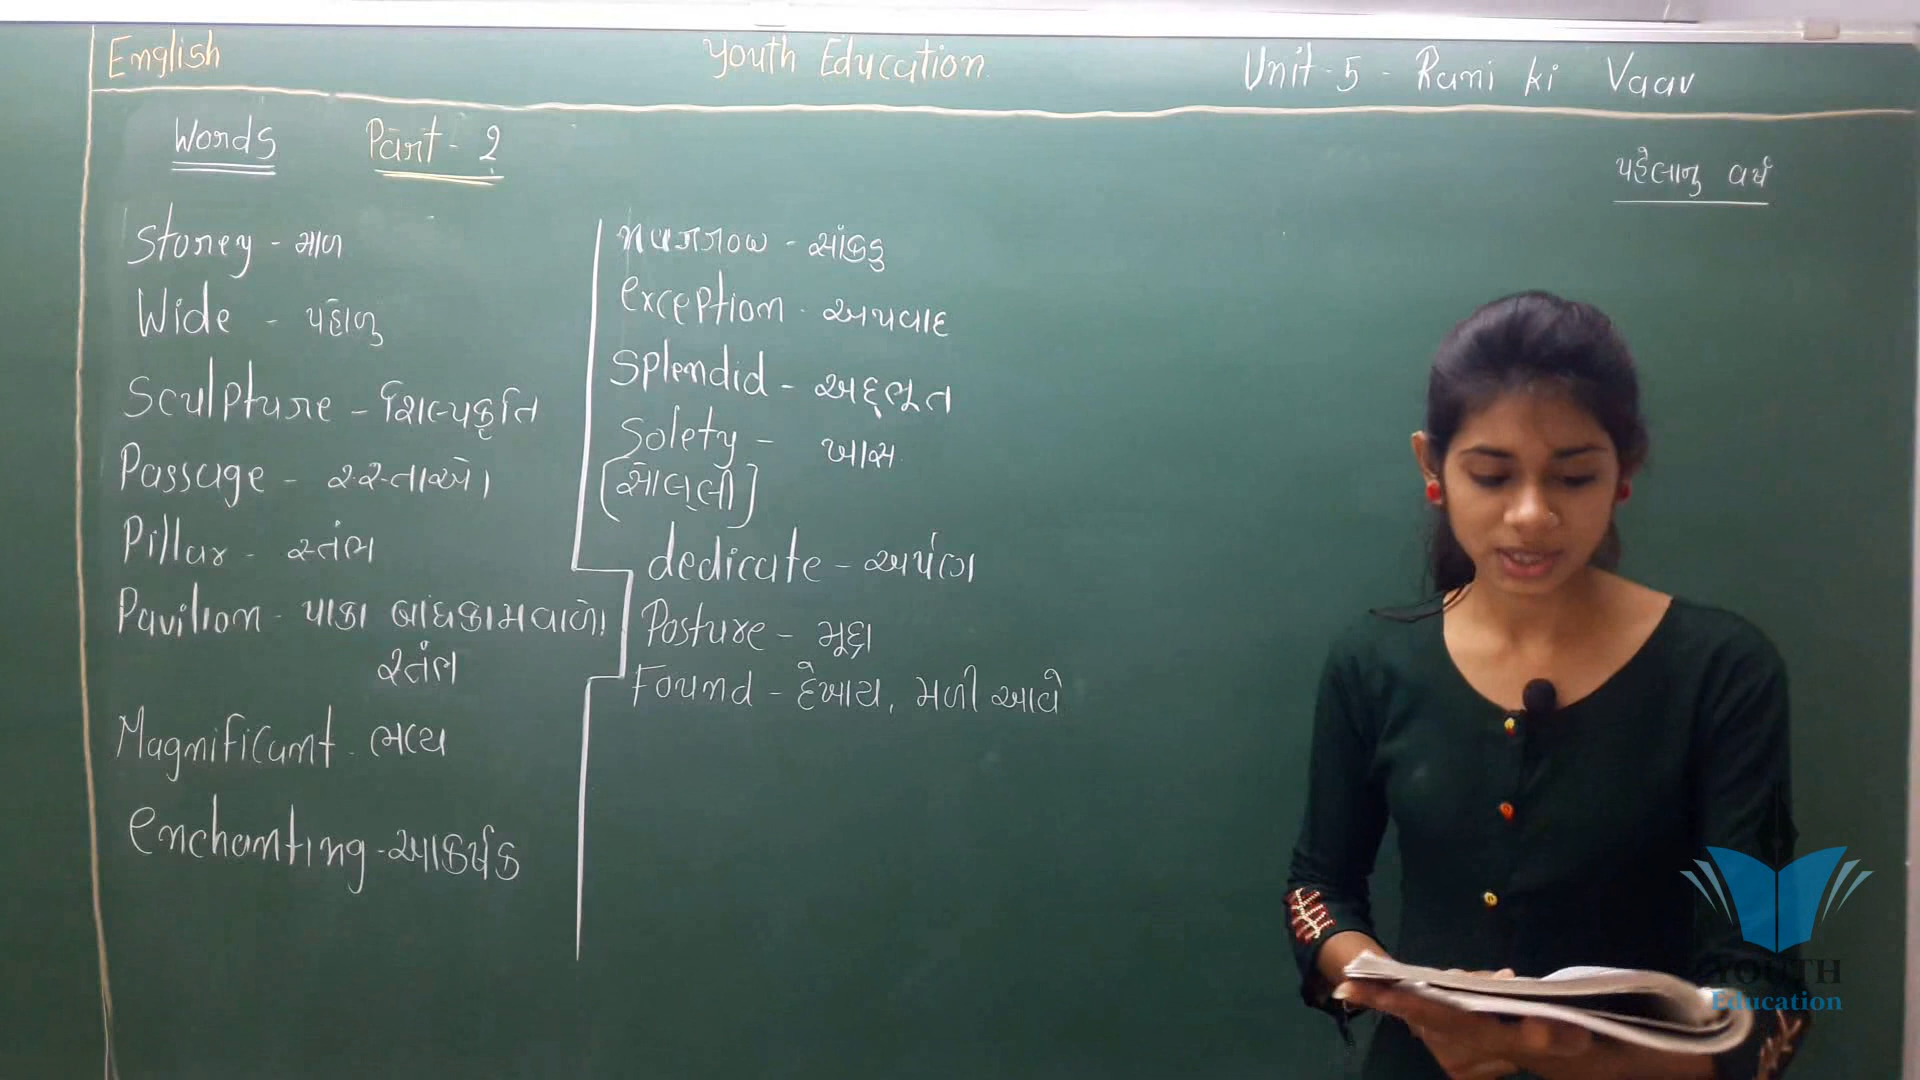 English
Youth Education
Unit-5 - Rani ki Vaav
Words Part-2
પહેલાનુ વર્ષ
Storey - માળ
Wide - પહોળુ
Sculpture - શિલ્પકૃતિ
Passage - રસ્તાઓ
Pillar - સ્તંભ
Pavilion - પાકા બાંધકામવાળો
સ્તંભ
Magnificant - ભવ્ય
enchanting - આકર્ષક
narrow - સાંકડુ
exception - અપવાદ
Splendid - અદ્દભૂત
Solety - ખાસ
[સોલ્લી]
dedicate - અર્પણ
Posture - મૂદ્રા
Found - દેખાય, મળી આવે
YOUTH
Education